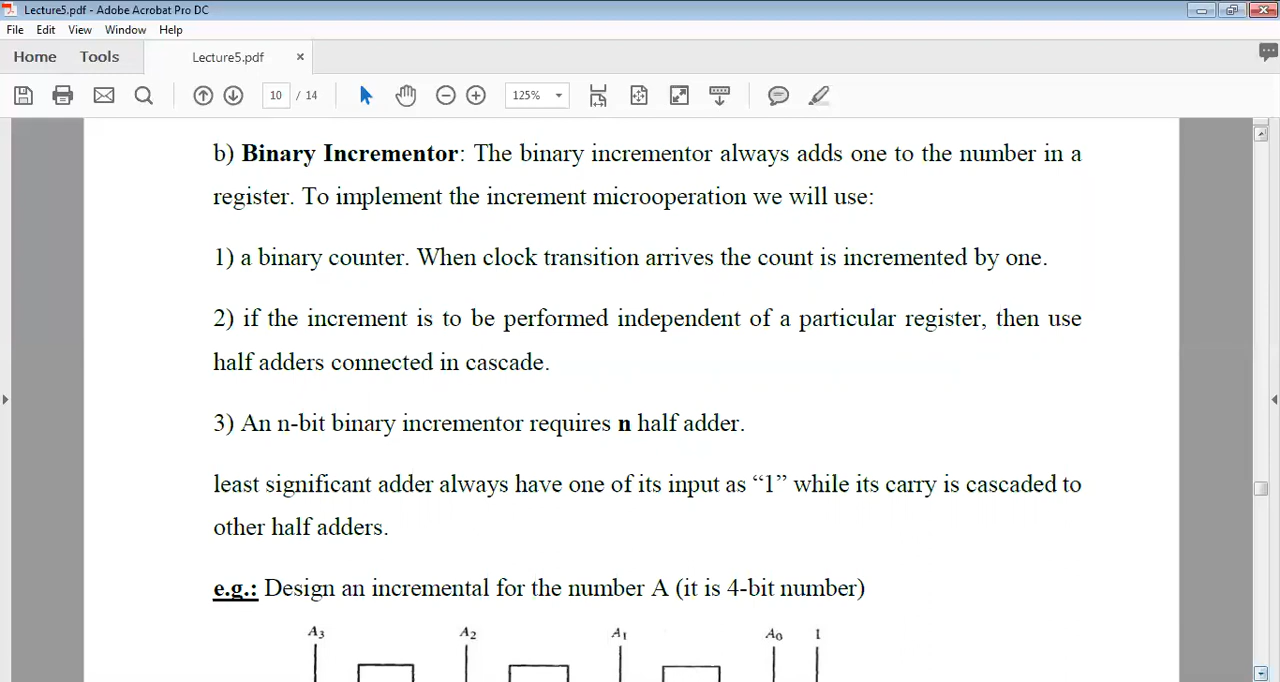 Lecture5.pdf - Adobe Acrobat Pro DC
File Edit View Window Help
Home Tools Lecture5.pdf ×
10 / 14 125%
b) Binary Incrementor: The binary incrementor always adds one to the number in a
register. To implement the increment microoperation we will use:
1) a binary counter. When clock transition arrives the count is incremented by one.
2) if the increment is to be performed independent of a particular register, then use
half adders connected in cascade.
3) An n-bit binary incrementor requires n half adder.
least significant adder always have one of its input as “1” while its carry is cascaded to
other half adders.
e.g.: Design an incremental for the number A (it is 4-bit number)
A3 A2 A1 A0 1